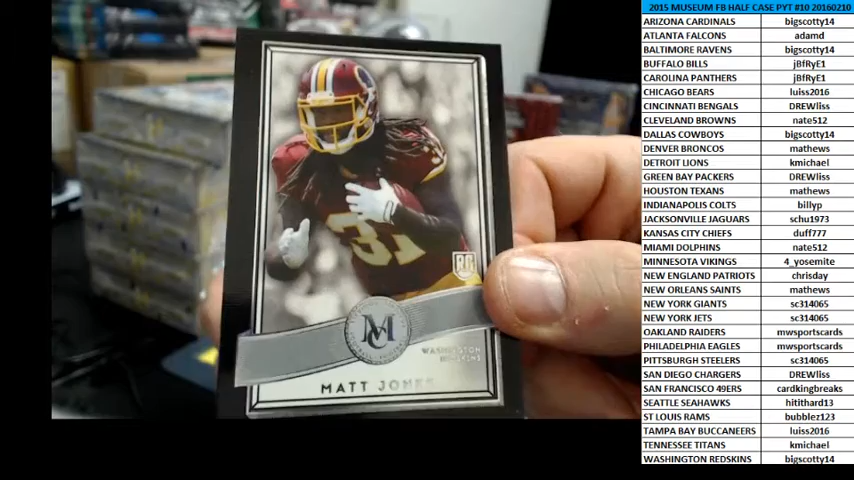 2015 MUSEUM FB HALF CASE PYT #10 20160210
ARIZONA CARDINALS bigscotty14
ATLANTA FALCONS adamd
BALTIMORE RAVENS bigscotty14
BUFFALO BILLS jBfRyE1
CAROLINA PANTHERS jBfRyE1
CHICAGO BEARS luiss2016
CINCINNATI BENGALS DREWliss
CLEVELAND BROWNS nate512
DALLAS COWBOYS bigscotty14
DENVER BRONCOS mathews
DETROIT LIONS kmichael
GREEN BAY PACKERS DREWliss
HOUSTON TEXANS mathews
INDIANAPOLIS COLTS billyp
JACKSONVILLE JAGUARS schu1973
KANSAS CITY CHIEFS duff777
MIAMI DOLPHINS nate512
MINNESOTA VIKINGS 4_yosemite
NEW ENGLAND PATRIOTS chrisday
NEW ORLEANS SAINTS mathews
NEW YORK GIANTS sc314065
NEW YORK JETS sc314065
OAKLAND RAIDERS mwsportscards
PHILADELPHIA EAGLES mwsportscards
PITTSBURGH STEELERS sc314065
SAN DIEGO CHARGERS DREWliss
SAN FRANCISCO 49ERS cardkingbreaks
SEATTLE SEAHAWKS hitithard13
ST LOUIS RAMS bubblez123
TAMPA BAY BUCCANEERS luiss2016
TENNESSEE TITANS kmichael
WASHINGTON REDSKINS bigscotty14
31
RC
MC
WASHINGTON
REDSKINS
MATT JONES